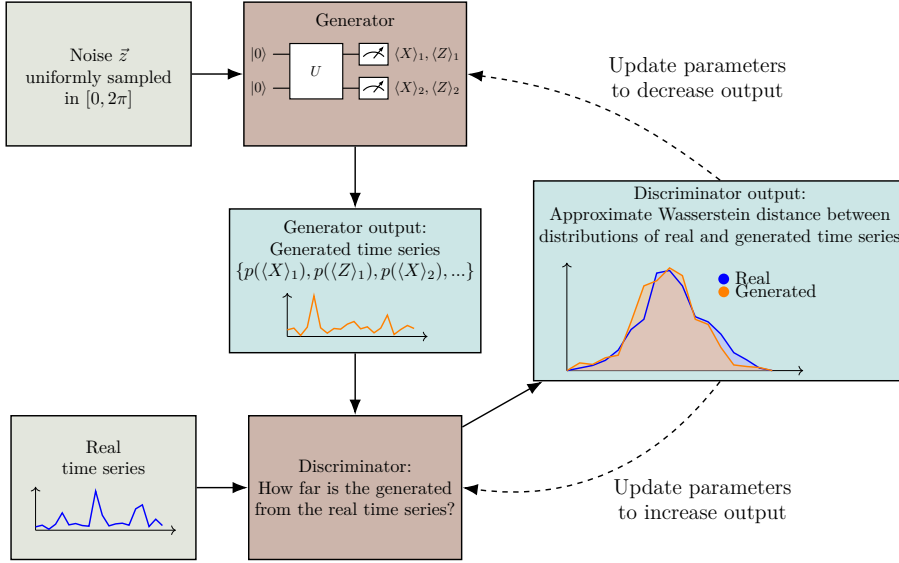 Noise $\vec{z}$
uniformly sampled
in $[0, 2\pi]$
Generator
|0⟩
U
⟨X⟩₁, ⟨Z⟩₁
|0⟩
⟨X⟩₂, ⟨Z⟩₂
Update parameters
to decrease output
Generator output:
Generated time series
{p(⟨X⟩₁), p(⟨Z⟩₁), p(⟨X⟩₂), ...}
Discriminator output:
Approximate Wasserstein distance between
distributions of real and generated time series
Real
Generated
Real
time series
Discriminator:
How far is the generated
from the real time series?
Update parameters
to increase output